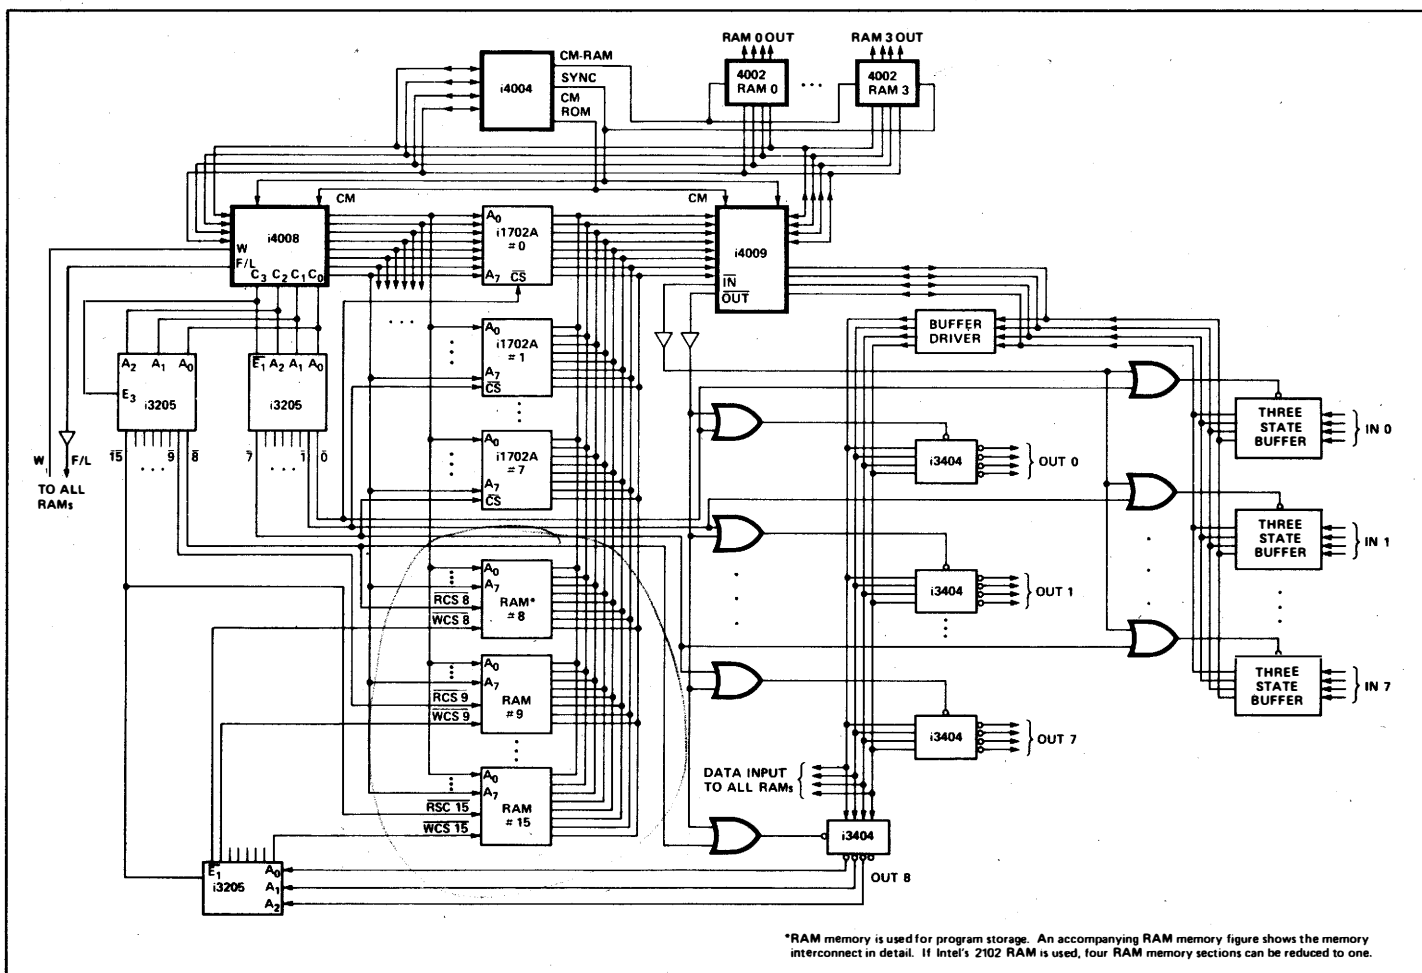 RAM 0 OUT
RAM 3 OUT
CM-RAM
SYNC
CM
ROM
i4004
4002
RAM 0
...
4002
RAM 3
CM
CM
i4008
W
F/L
C3 C2 C1 C0
A0
i1702A
#0
A7
CS
i4009
IN
OUT
...
A0
i1702A
#1
A7
CS
BUFFER
DRIVER
A2 A1 A0
E3
i3205
E1 A2 A1 A0
i3205
THREE
STATE
BUFFER
IN 0
A0
i1702A
#7
A7
CS
i3404
OUT 0
W
F/L
TO ALL
RAMs
15
...
9
8
7
...
1
0
THREE
STATE
BUFFER
IN 1
A0
A7
RAM*
#8
RCS 8
WCS 8
i3404
OUT 1
A0
A7
RAM
#9
RCS 9
WCS 9
THREE
STATE
BUFFER
IN 7
i3404
OUT 7
A0
A7
RAM
#15
RSC 15
WCS 15
DATA INPUT
TO ALL RAMs
i3404
OUT 8
E1
i3205
A0
A1
A2
*RAM memory is used for program storage. An accompanying RAM memory figure shows the memory
interconnect in detail. If Intel's 2102 RAM is used, four RAM memory sections can be reduced to one.